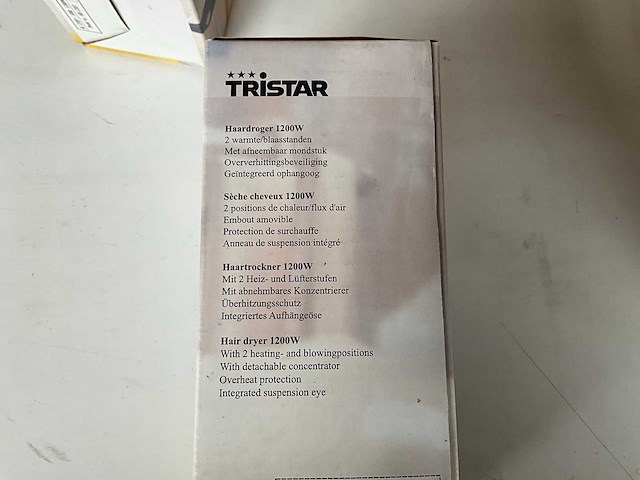 TRISTAR
Haardroger 1200W
2 warmte/blaasstanden
Met afneembaar mondstuk
Oververhittingsbeveiliging
Geïntegreerd ophangoog
Sèche cheveux 1200W
2 positions de chaleur/flux d'air
Embout amovible
Protection de surchauffe
Anneau de suspension intégré
Haartrockner 1200W
Mit 2 Heiz- und Lüfterstufen
Mit abnehmbares Konzentrierer
Überhitzungsschutz
Integriertes Aufhängeöse
Hair dryer 1200W
With 2 heating- and blowingpositions
With detachable concentrator
Overheat protection
Integrated suspension eye